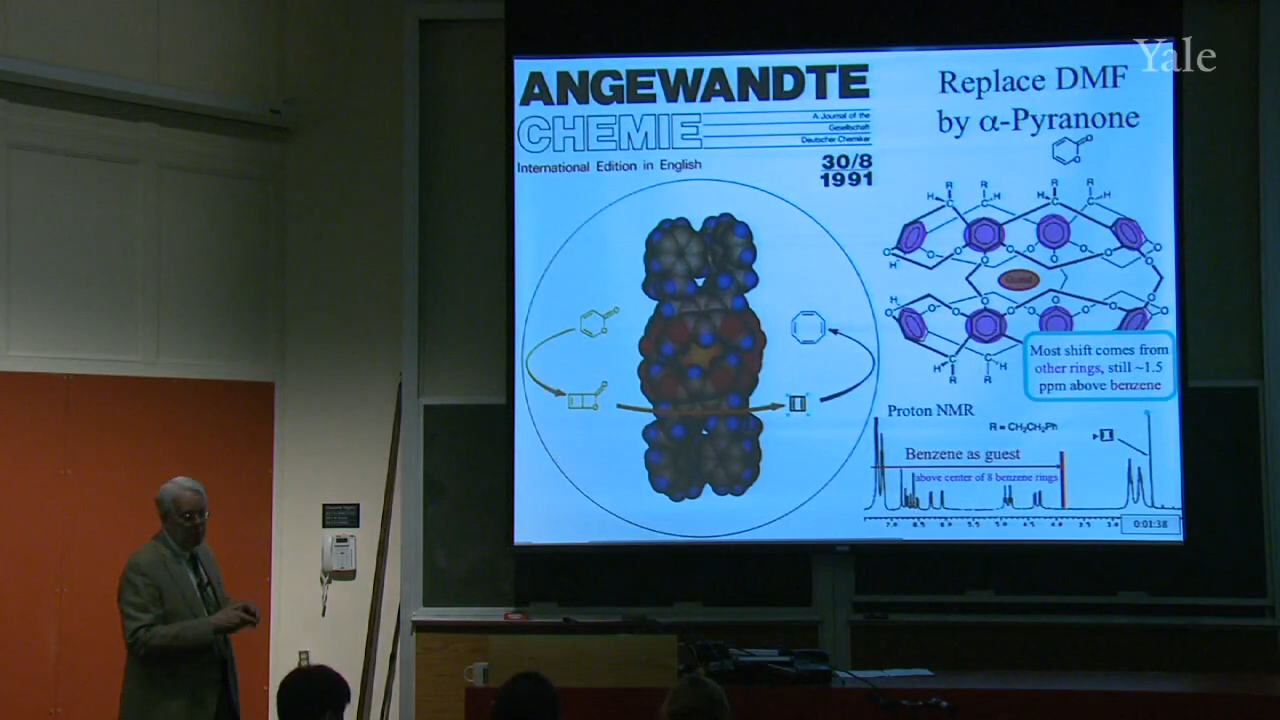 Yale
ANGEWANDTE
CHEMIE
A Journal of the
Gesellschaft
Deutscher Chemiker
International Edition in English
30/8
1991
Replace DMF
by α-Pyranone
Guest
Most shift comes from
other rings, still ~1.5
ppm above benzene
Proton NMR
R = CH2CH2Ph
Benzene as guest
above center of 8 benzene rings
0:01:38